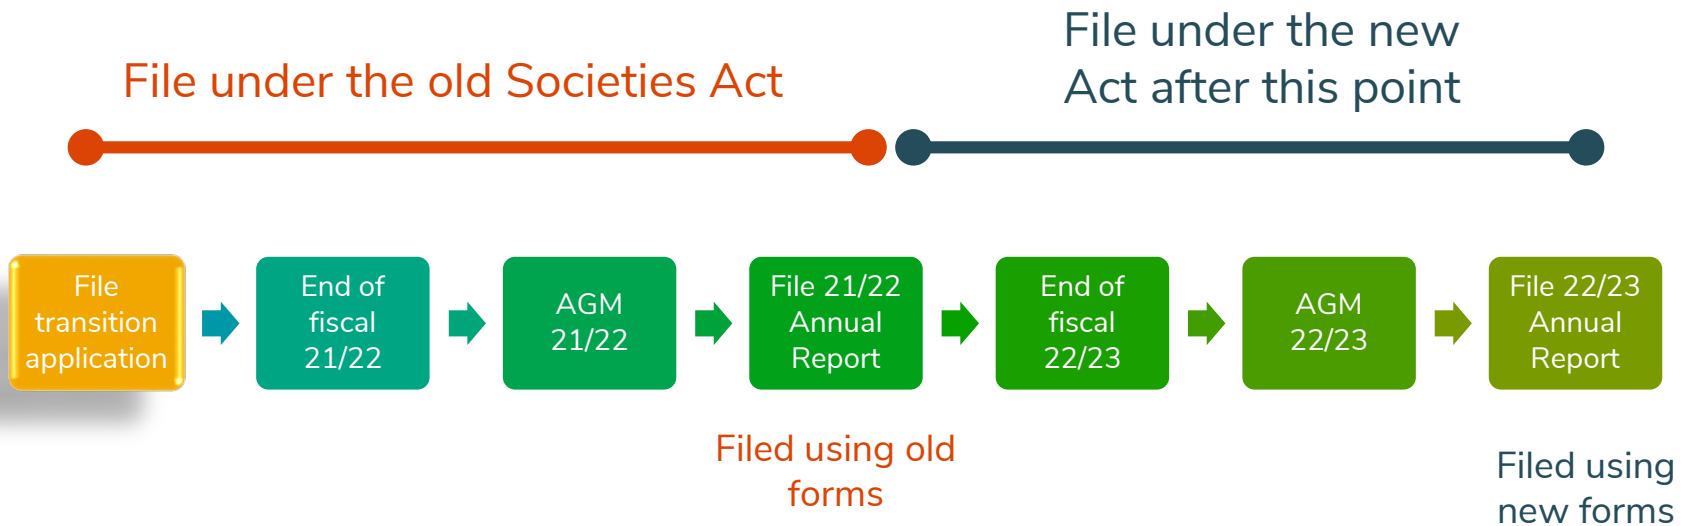 File under the old Societies Act
File under the new
Act after this point
File
transition
application
End of
fiscal
21/22
AGM
21/22
File 21/22
Annual
Report
End of
fiscal
22/23
AGM
22/23
File 22/23
Annual
Report
Filed using old
forms
Filed using
new forms